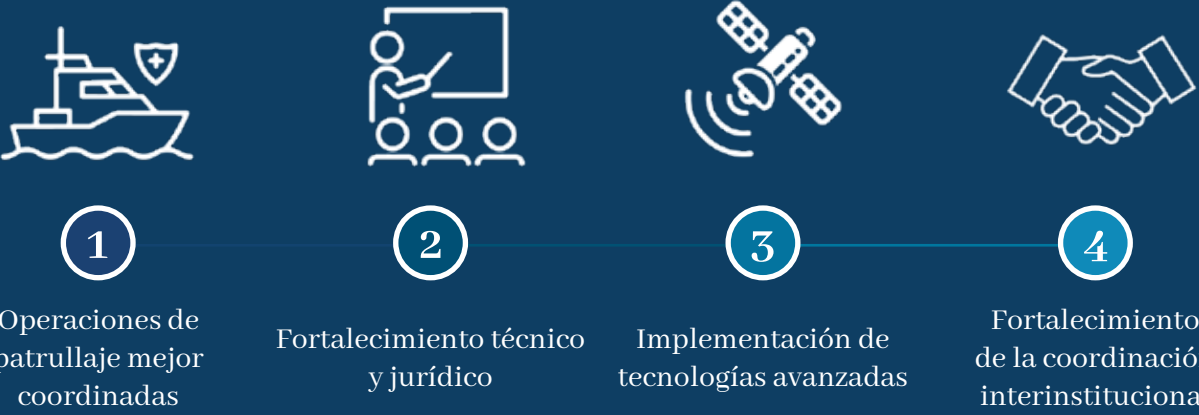 1
2
3
4
Operaciones de
patrullaje mejor
coordinadas
Fortalecimiento técnico
y jurídico
Implementación de
tecnologías avanzadas
Fortalecimiento
de la coordinación
interinstituciona